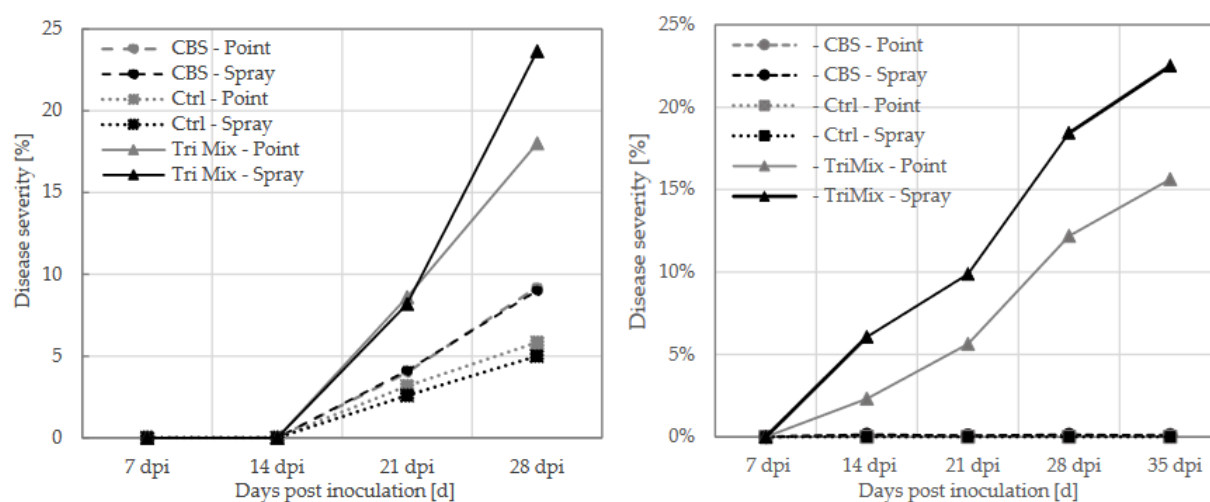 25
20
15
10
5
0
Disease severity [%]
CBS - Point
CBS - Spray
Ctrl - Point
Ctrl - Spray
Tri Mix - Point
Tri Mix - Spray
7 dpi 14 dpi 21 dpi 28 dpi
Days post inoculation [d]
25%
20%
15%
10%
5%
0%
Disease severity [%]
- CBS - Point
- CBS - Spray
- Ctrl - Point
- Ctrl - Spray
- TriMix - Point
- TriMix - Spray
7 dpi 14 dpi 21 dpi 28 dpi 35 dpi
Days post inoculation [d]